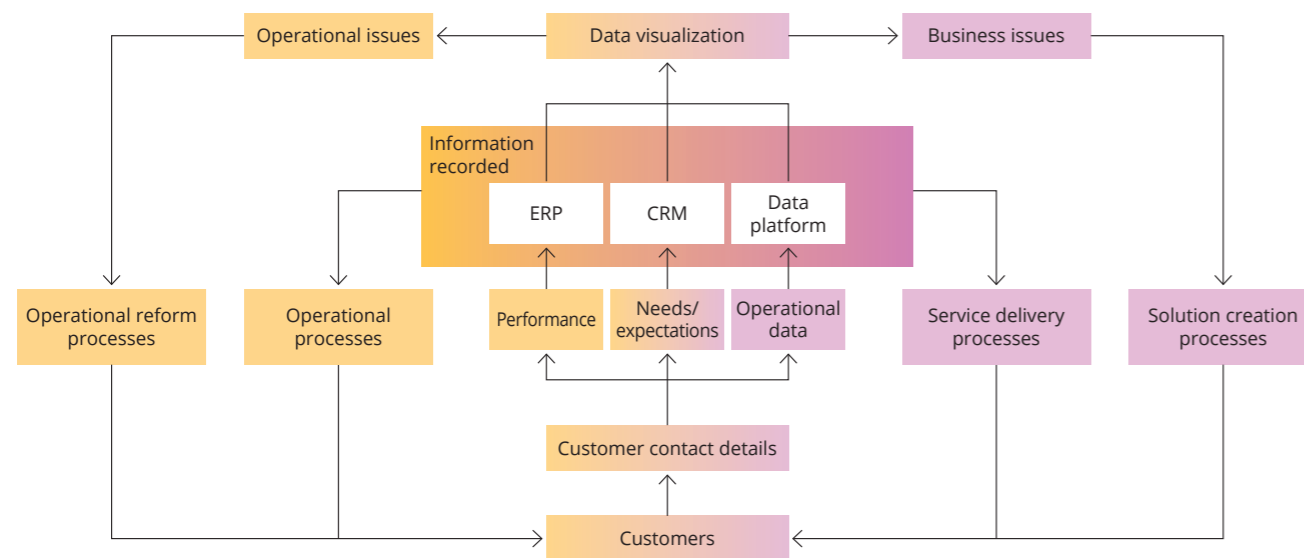 Operational issues
Data visualization
Business issues
Information
recorded
ERP
CRM
Data
platform
Operational reform
processes
Operational
processes
Performance
Needs/
expectations
Operational
data
Service delivery
processes
Solution creation
processes
Customer contact details
Customers